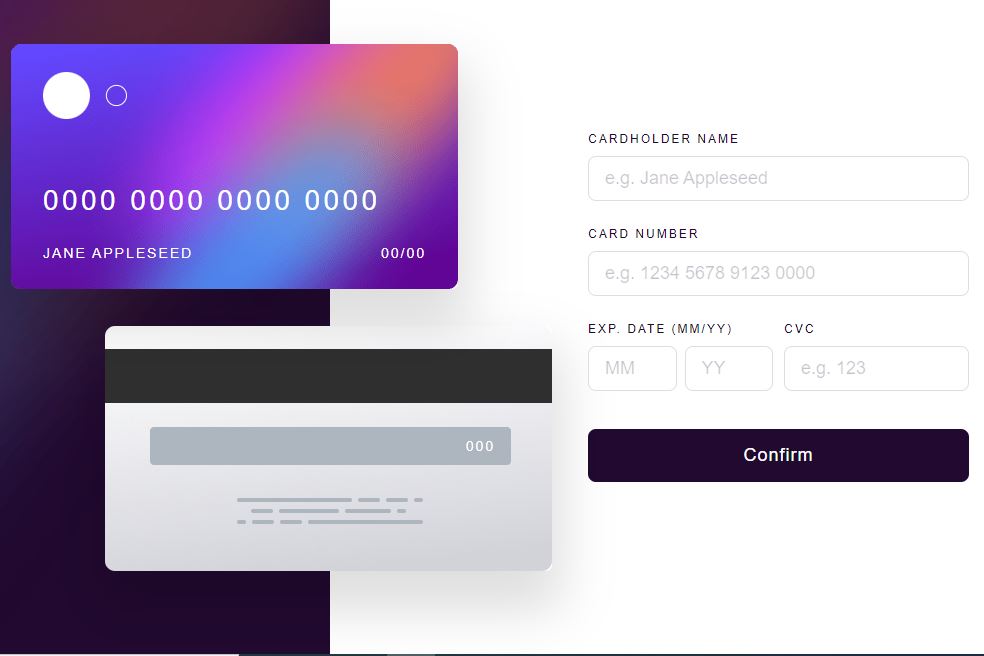 0000 0000 0000 0000
JANE APPLESEED 00/00
000
CARDHOLDER NAME
e.g. Jane Appleseed
CARD NUMBER
e.g. 1234 5678 9123 0000
EXP. DATE (MM/YY) CVC
MM YY e.g. 123
Confirm